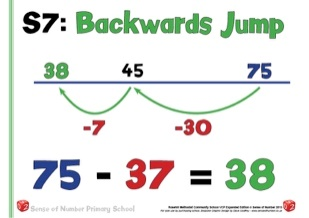 S7: Backwards Jump
38 45 75
-7 -30
75 - 37 = 38
Sense of Number Primary School